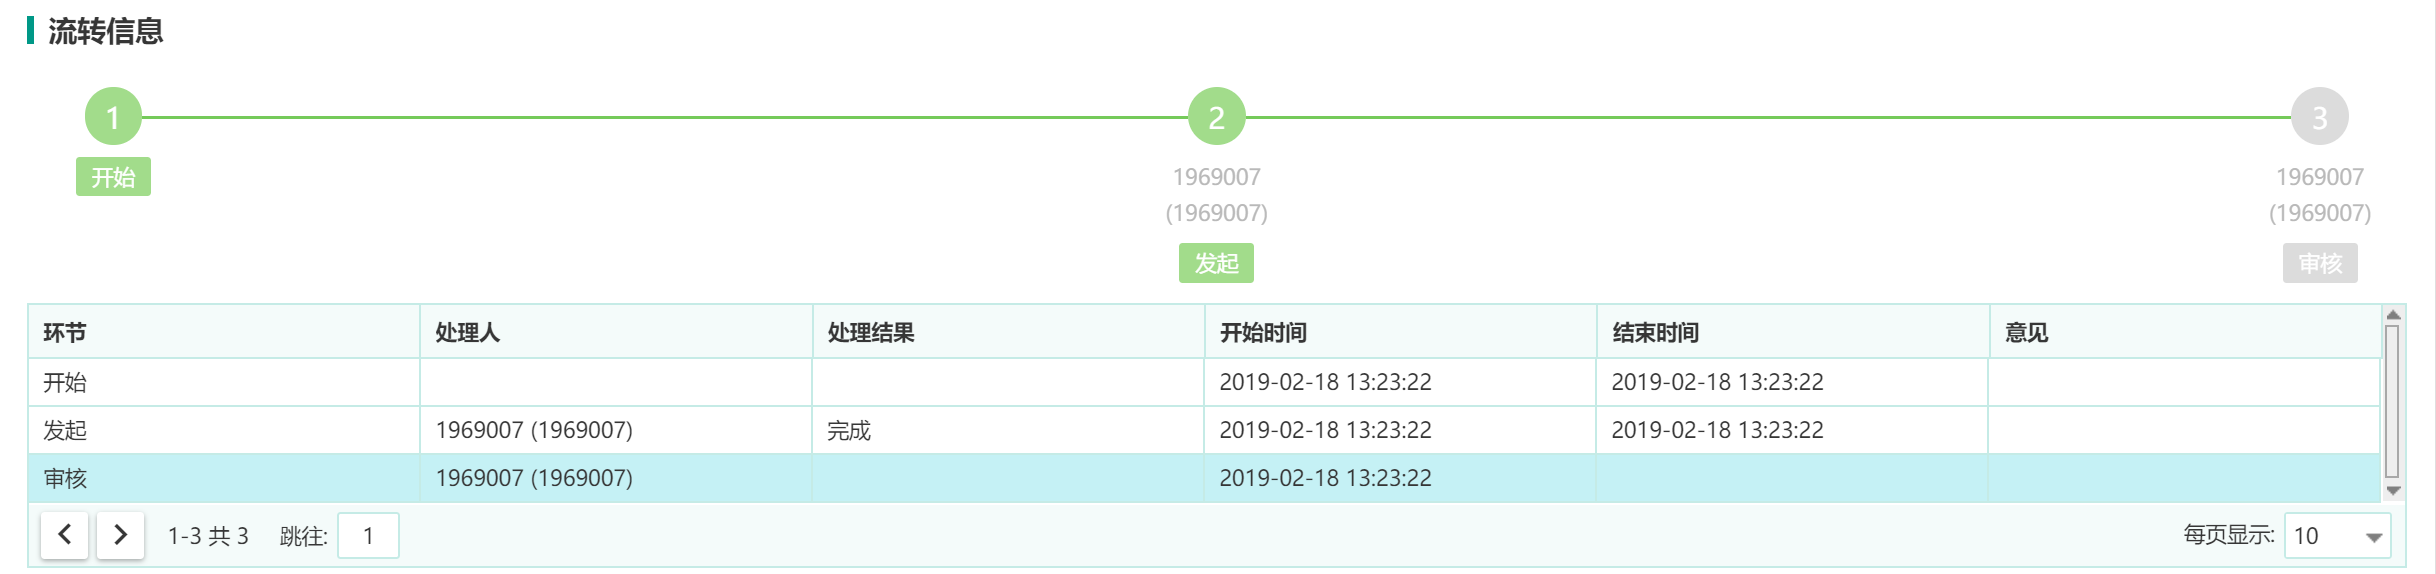 流转信息
1
2
3
开始
1969007
(1969007)
发起
1969007
(1969007)
审核
环节 处理人 处理结果 开始时间 结束时间 意见
开始 2019-02-18 13:23:22 2019-02-18 13:23:22
发起 1969007 (1969007) 完成 2019-02-18 13:23:22 2019-02-18 13:23:22
审核 1969007 (1969007) 2019-02-18 13:23:22
1-3 共 3 跳往: 1 每页显示: 10